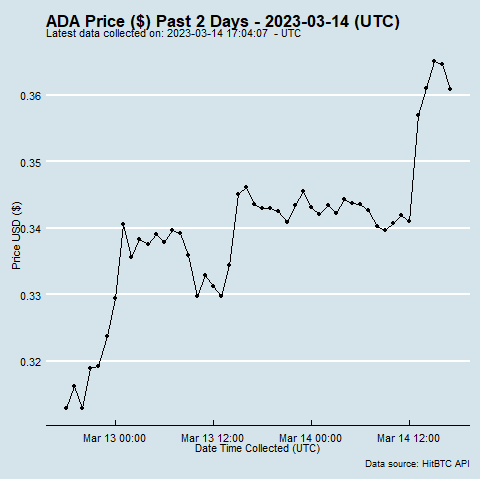 ADA Price ($) Past 2 Days - 2023-03-14 (UTC)
Latest data collected on: 2023-03-14 17:04:07  - UTC
0.36
0.35
0.34
0.33
0.32
Price USD ($)
Mar 13 00:00 Mar 13 12:00 Mar 14 00:00 Mar 14 12:00
Date Time Collected (UTC)
Data source: HitBTC API